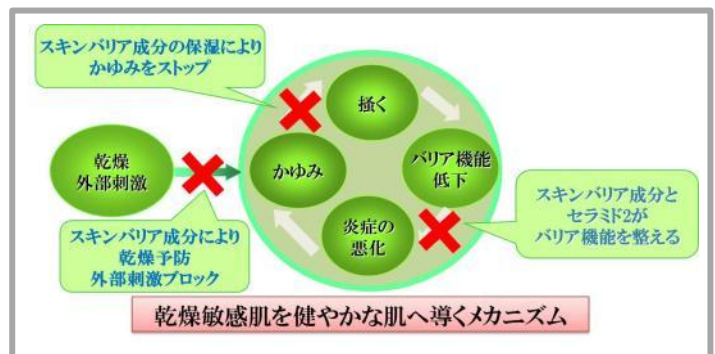 スキンバリア成分の保湿により
かゆみをストップ
掻く
乾燥
外部刺激
かゆみ
バリア機能
低下
スキンバリア成分により
乾燥予防
外部刺激ブロック
炎症の
悪化
スキンバリア成分と
セラミド2が
バリア機能を整える
乾燥敏感肌を健やかな肌へ導くメカニズム